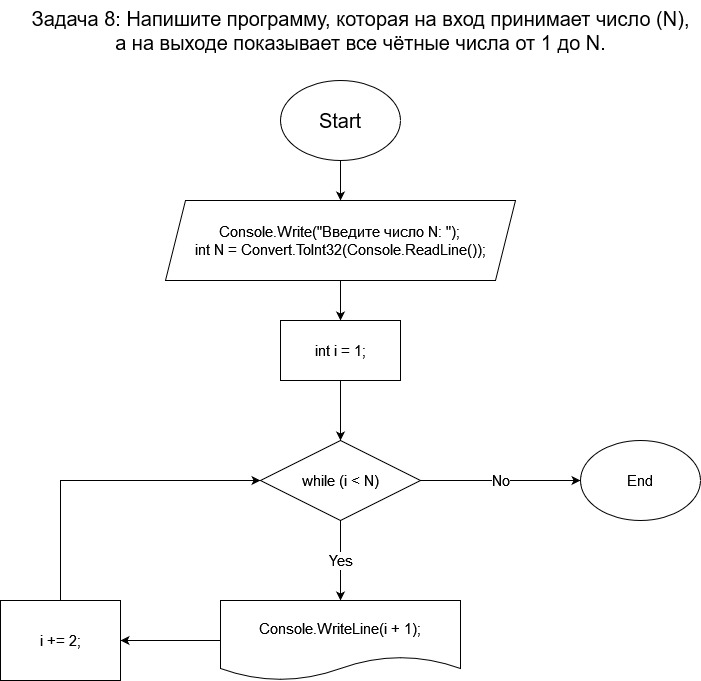 Задача 8: Напишите программу, которая на вход принимает число (N),
а на выходе показывает все чётные числа от 1 до N.
Start
Console.Write("Введите число N: ");
int N = Convert.ToInt32(Console.ReadLine());
int i = 1;
while (i < N)
No
End
Yes
Console.WriteLine(i + 1);
i += 2;